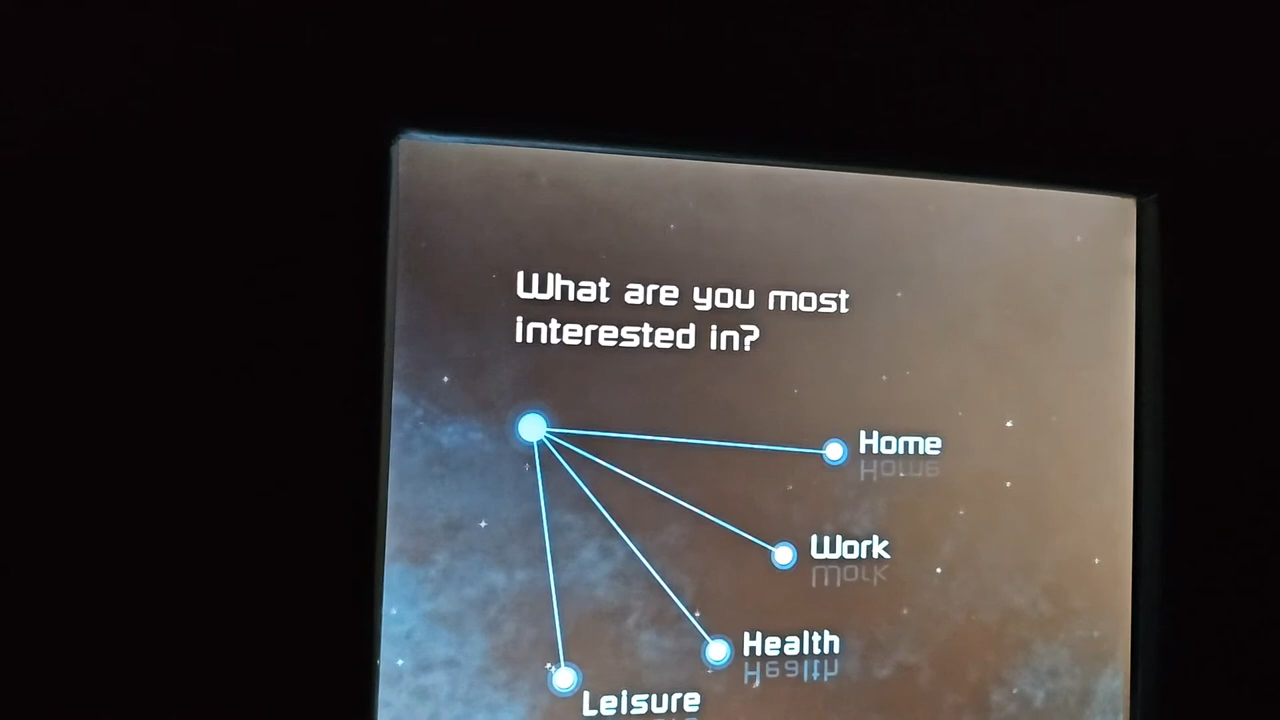 What are you most
interested in?
Home
Work
Health
Leisure